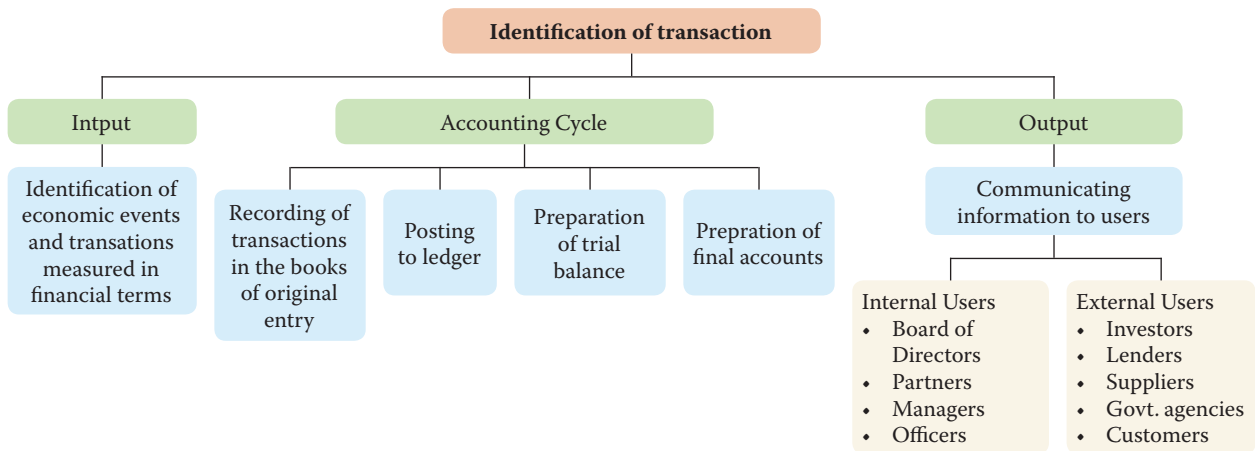 Identification of transaction
Intput
Accounting Cycle
Output
Identification of
economic events
and transations
measured in
financial terms
Recording of
transactions
in the books
of original
entry
Posting
to ledger
Preparation
of trial
balance
Prepration of
final accounts
Communicating
information to users
Internal Users
• Board of
Directors
• Partners
• Managers
• Officers
External Users
• Investors
• Lenders
• Suppliers
• Govt. agencies
• Customers